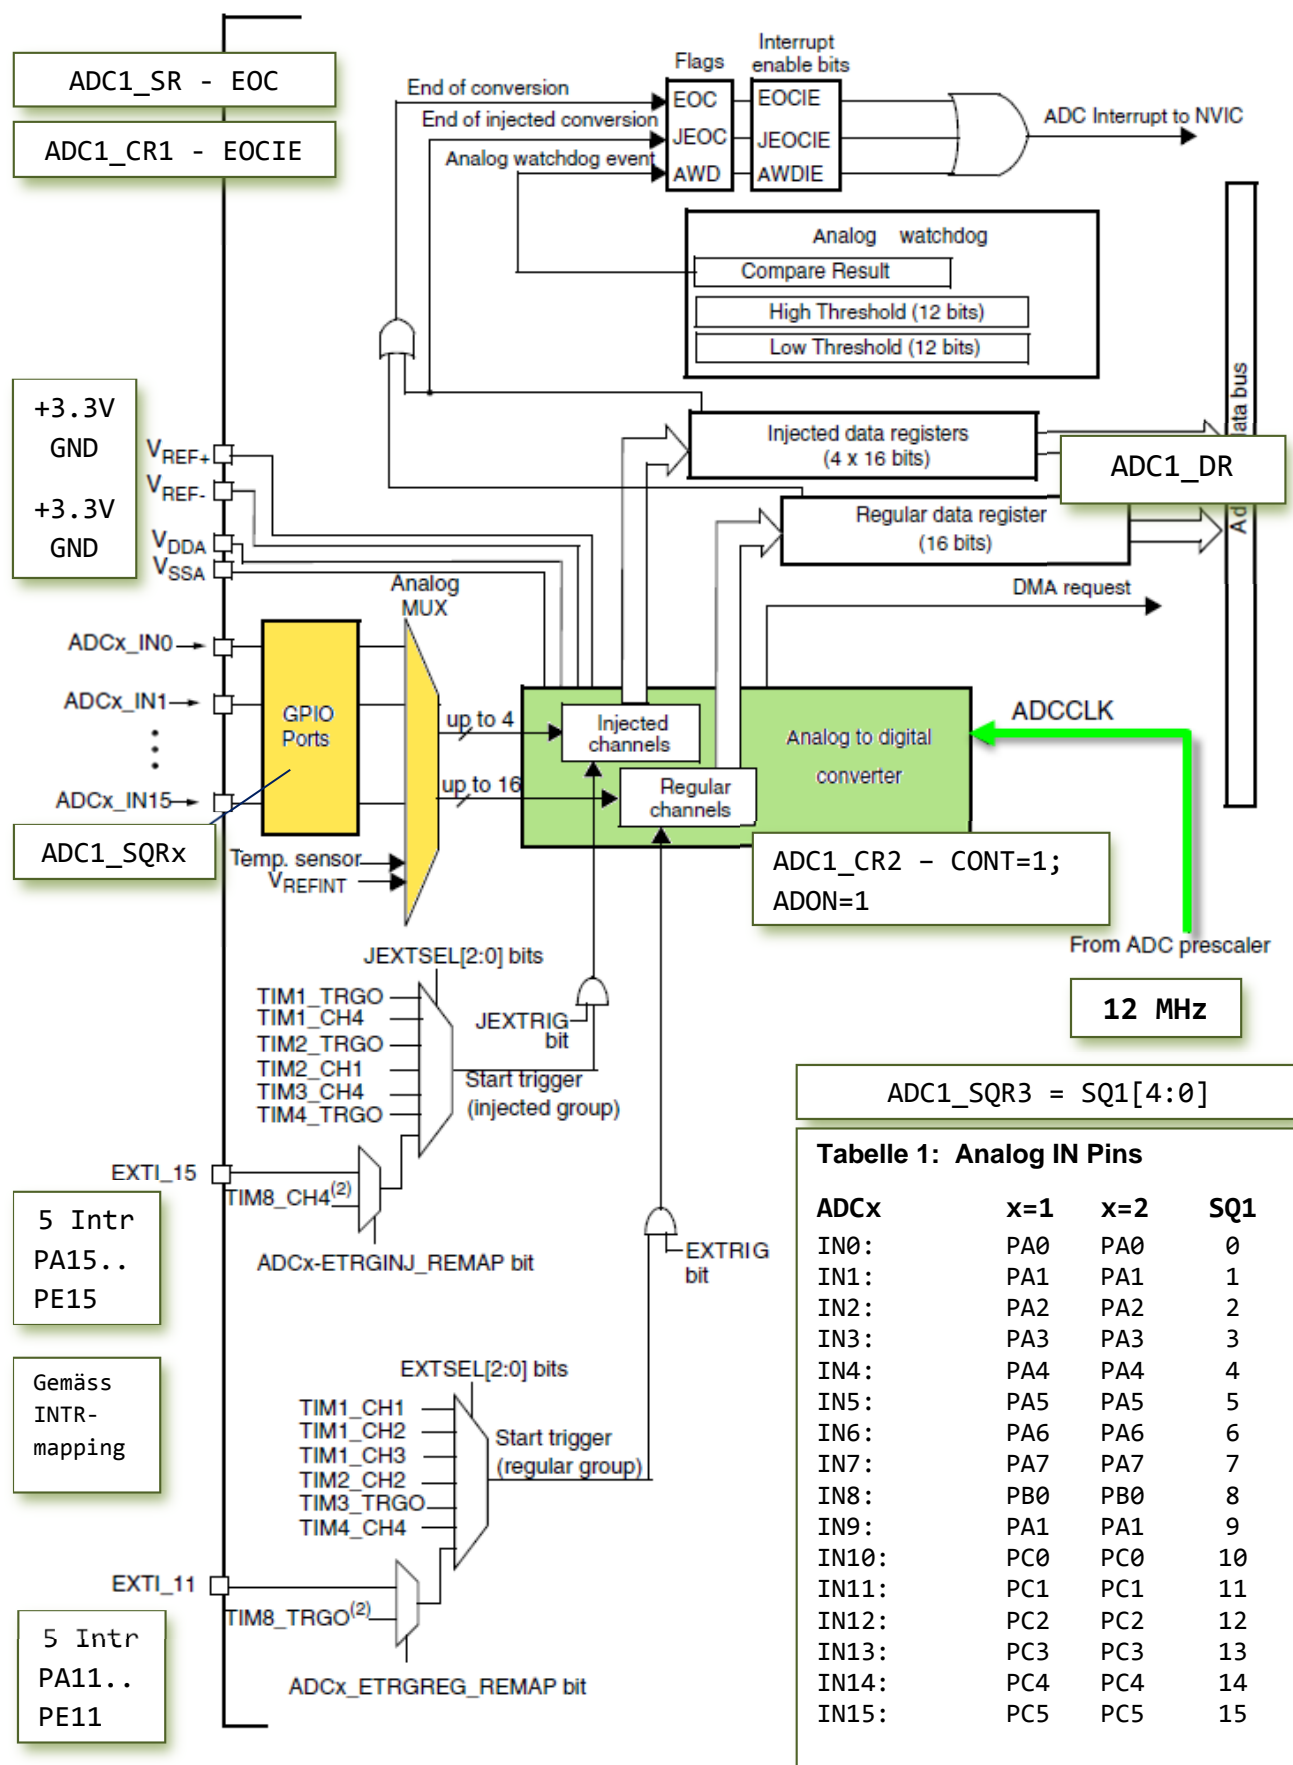 ADC1_SR - EOC
ADC1_CR1 - EOCIE
Flags
Interrupt
enable bits
End of conversion
EOC
EOCIE
End of injected conversion
JEOC
JEOCIE
Analog watchdog event
AWD
AWDIE
ADC Interrupt to NVIC
Analog watchdog
Compare Result
High Threshold (12 bits)
Low Threshold (12 bits)
+3.3V
GND
+3.3V
GND
VREF+
VREF-
VDDA
VSSA
Injected data registers
(4 x 16 bits)
ADC1_DR
Regular data register
(16 bits)
Ad
ata bus
DMA request
Analog
MUX
ADCx_IN0
ADCx_IN1
ADCx_IN15
GPIO
Ports
up to 4
up to 16
Injected
channels
Regular
channels
Analog to digital
converter
ADCCLK
ADC1_SQRx
Temp. sensor
VREFINT
ADC1_CR2 – CONT=1;
ADON=1
From ADC prescaler
12 MHz
JEXTSEL[2:0] bits
TIM1_TRGO
TIM1_CH4
TIM2_TRGO
TIM2_CH1
TIM3_CH4
TIM4_TRGO
JEXTRIG
bit
Start trigger
(injected group)
EXTI_15
TIM8_CH4(2)
ADCx-ETRGINJ_REMAP bit
5 Intr
PA15..
PE15
EXTRIG
bit
Gemäss
INTR-
mapping
EXTSEL[2:0] bits
TIM1_CH1
TIM1_CH2
TIM1_CH3
TIM2_CH2
TIM3_TRGO
TIM4_CH4
Start trigger
(regular group)
EXTI_11
TIM8_TRGO(2)
ADCx_ETRGREG_REMAP bit
5 Intr
PA11..
PE11
ADC1_SQR3 = SQ1[4:0]
Tabelle 1: Analog IN Pins
ADCx x=1 x=2 SQ1
IN0: PA0 PA0 0
IN1: PA1 PA1 1
IN2: PA2 PA2 2
IN3: PA3 PA3 3
IN4: PA4 PA4 4
IN5: PA5 PA5 5
IN6: PA6 PA6 6
IN7: PA7 PA7 7
IN8: PB0 PB0 8
IN9: PA1 PA1 9
IN10: PC0 PC0 10
IN11: PC1 PC1 11
IN12: PC2 PC2 12
IN13: PC3 PC3 13
IN14: PC4 PC4 14
IN15: PC5 PC5 15